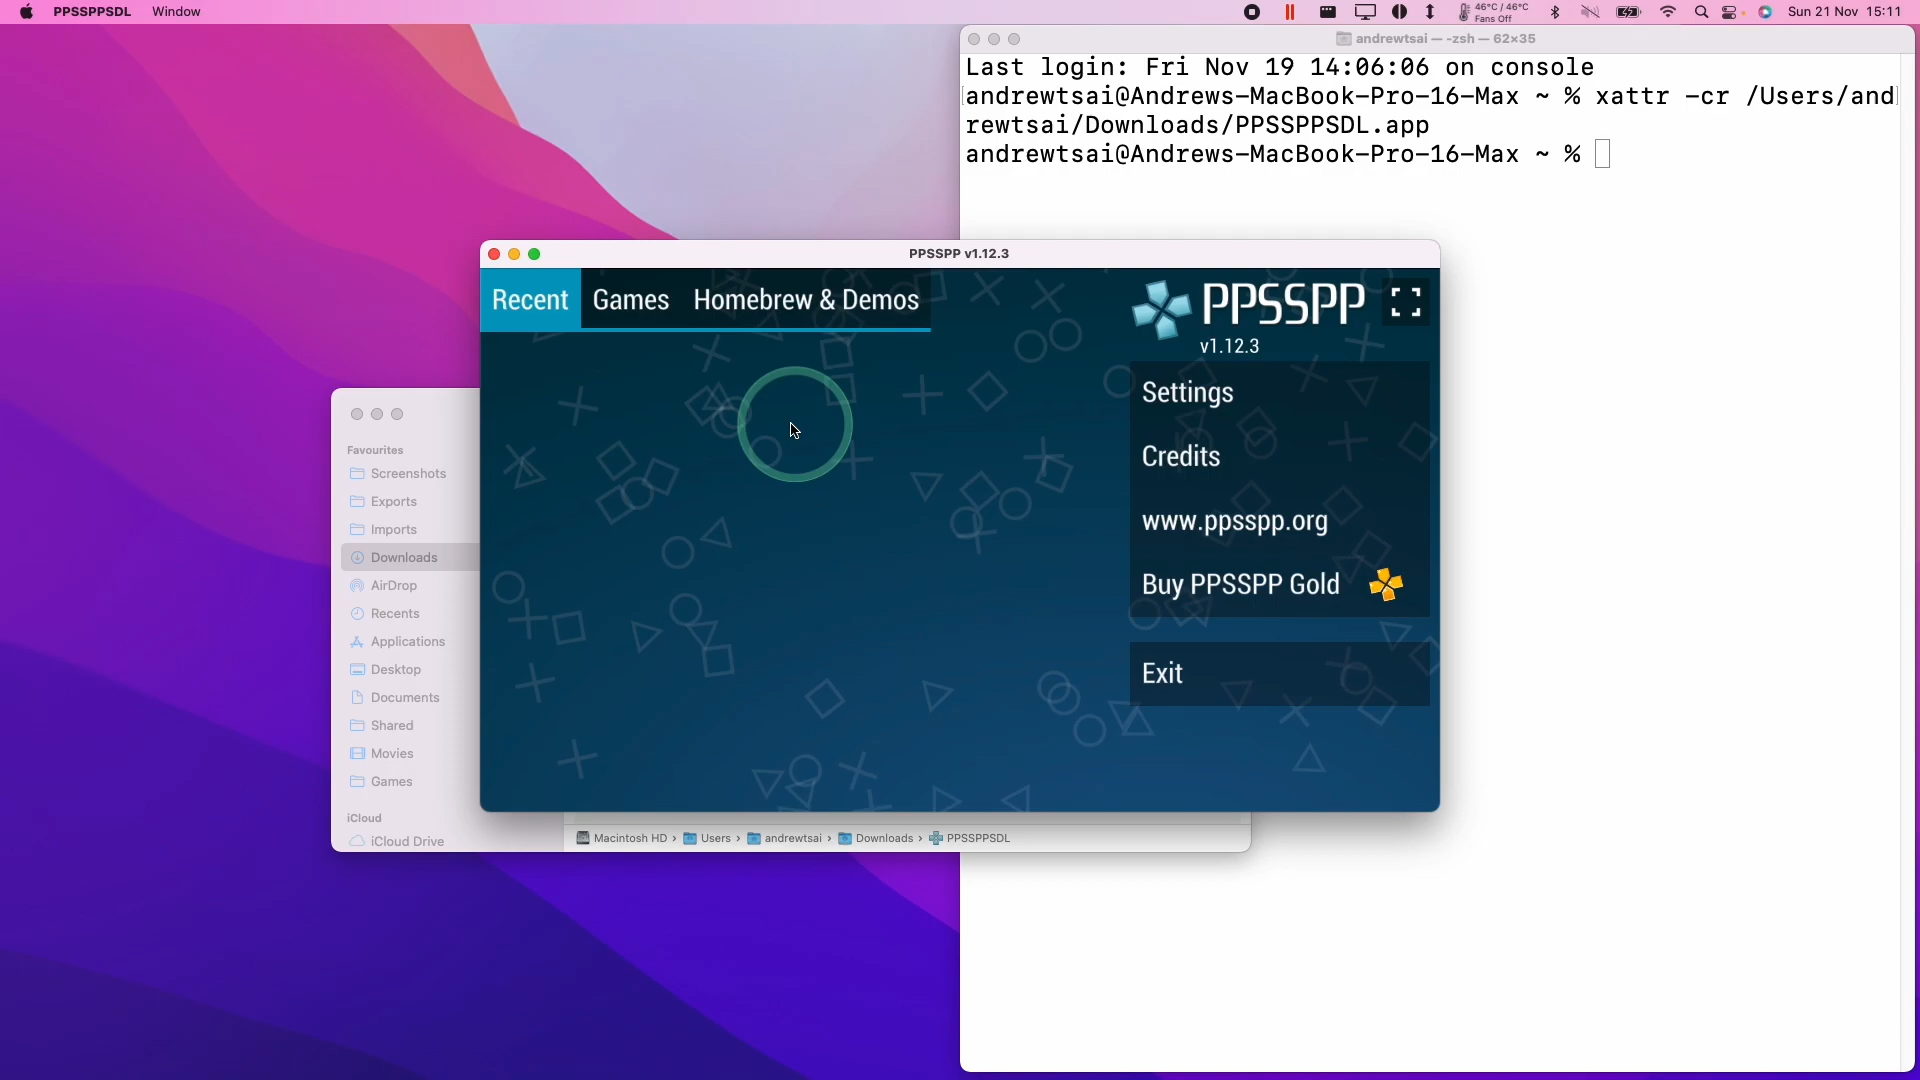 PPSSPPSDL Window
46°C / 46°C
Fans Off
Sun 21 Nov 15:11
andrewtsai — -zsh — 62×35
Last login: Fri Nov 19 14:06:06 on console
andrewtsai@Andrews-MacBook-Pro-16-Max ~ % xattr -cr /Users/and
rewtsai/Downloads/PPSSPPSDL.app
andrewtsai@Andrews-MacBook-Pro-16-Max ~ %
PPSSPP v1.12.3
Recent Games Homebrew & Demos
PPSSPP
v1.12.3
Settings
Credits
www.ppsspp.org
Buy PPSSPP Gold
Exit
Favourites
Screenshots
Exports
Imports
Downloads
AirDrop
Recents
Applications
Desktop
Documents
Shared
Movies
Games
iCloud
iCloud Drive
Macintosh HD › Users › andrewtsai › Downloads › PPSSPPSDL